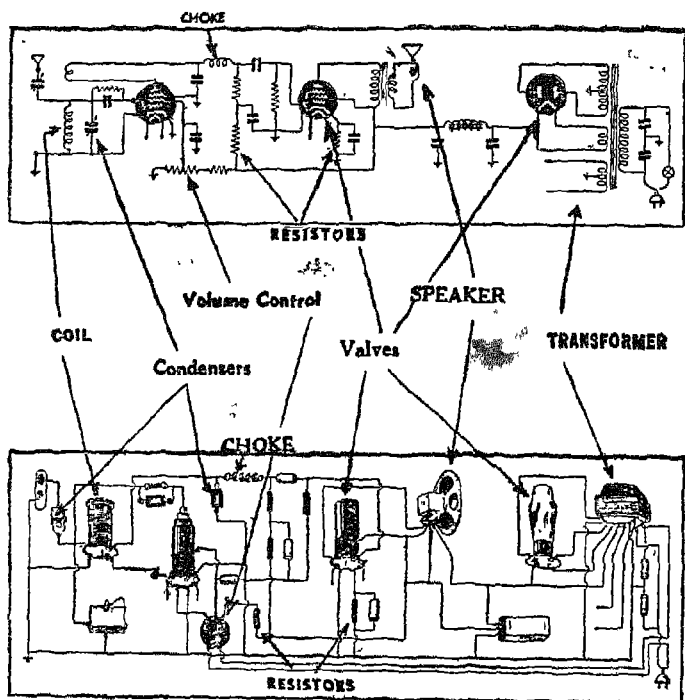 CHOKE
RESISTORS
Volume Control
SPEAKER
COIL
Valves
TRANSFORMER
Condensers
CHOKE
RESISTORS